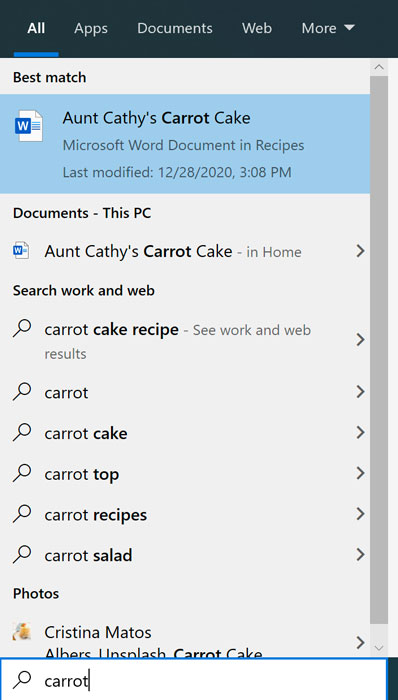 All Apps Documents Web More
Best match
Aunt Cathy's Carrot Cake
Microsoft Word Document in Recipes
Last modified: 12/28/2020, 3:08 PM
Documents - This PC
Aunt Cathy's Carrot Cake - in Home
Search work and web
carrot cake recipe - See work and web
results
carrot
carrot cake
carrot top
carrot recipes
carrot salad
Photos
Cristina Matos
Albers_Unsplash_Carrot Cake
carrot